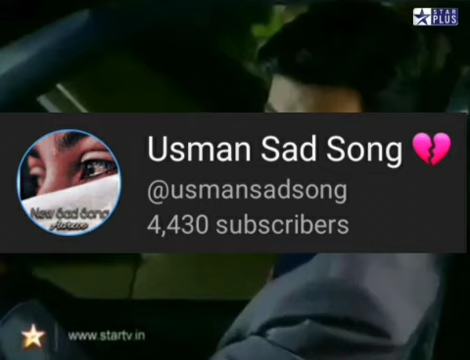 STAR
PLUS
Usman Sad Song 💔
@usmansadsong
4,430 subscribers
New Sad Song
www.startv.in